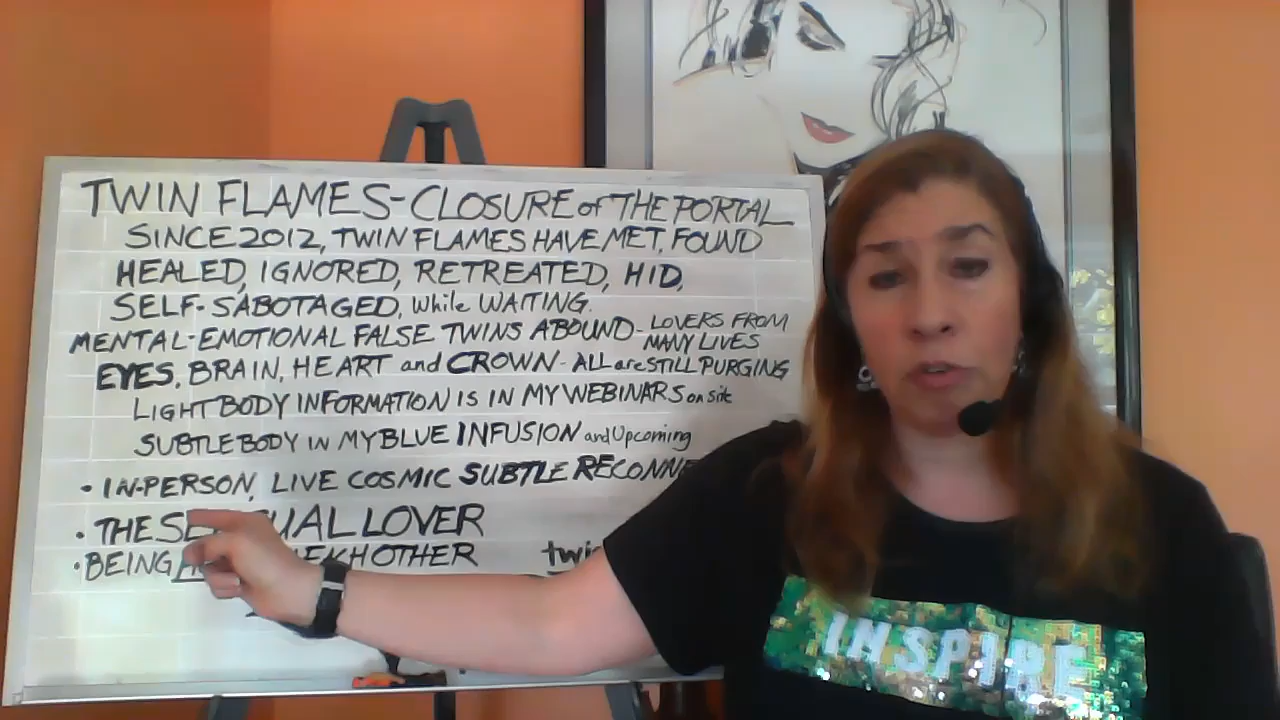 TWIN FLAMES-CLOSURE of THE PORTAL
SINCE 2012, TWIN FLAMES HAVE MET, FOUND
HEALED, IGNORED, RETREATED, HID,
SELF-SABOTAGED, while WAITING.
MENTAL-EMOTIONAL FALSE TWINS ABOUND - LOVERS FROM
MANY LIVES
EYES, BRAIN, HEART and CROWN - ALL are STILL PURGING
LIGHT BODY INFORMATION IS IN MY WEBINARS on site
SUBTLE BODY IN MY BLUE INFUSION and Upcoming
• IN-PERSON, LIVE COSMIC SUBTLE
• THE LOVER
• BEING EACH OTHER
INSPIRE